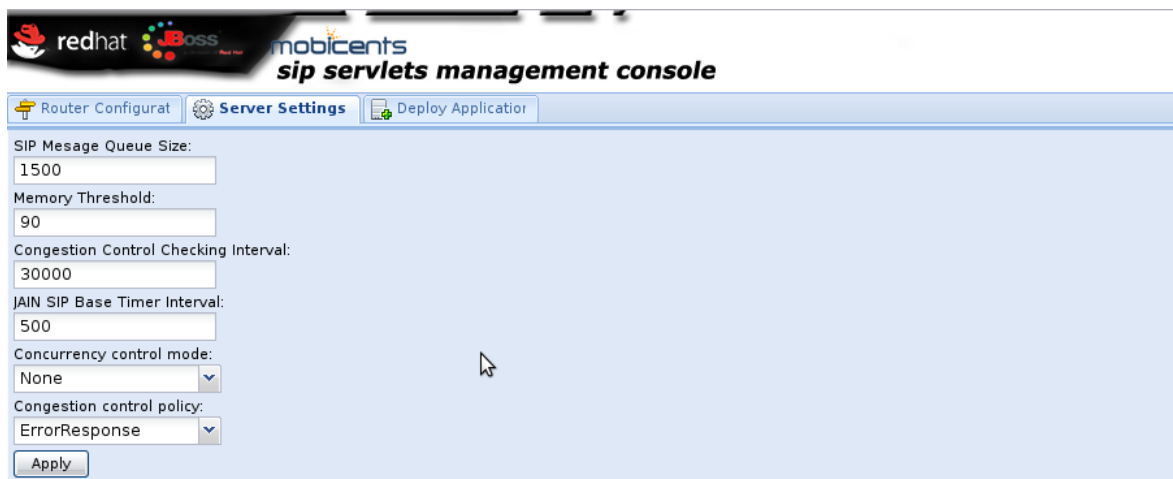 redhat JBoss mobicents
sip servlets management console
Router Configurat Server Settings Deploy Application
SIP Mesage Queue Size:
1500
Memory Threshold:
90
Congestion Control Checking Interval:
30000
JAIN SIP Base Timer Interval:
500
Concurrency control mode:
None
Congestion control policy:
ErrorResponse
Apply